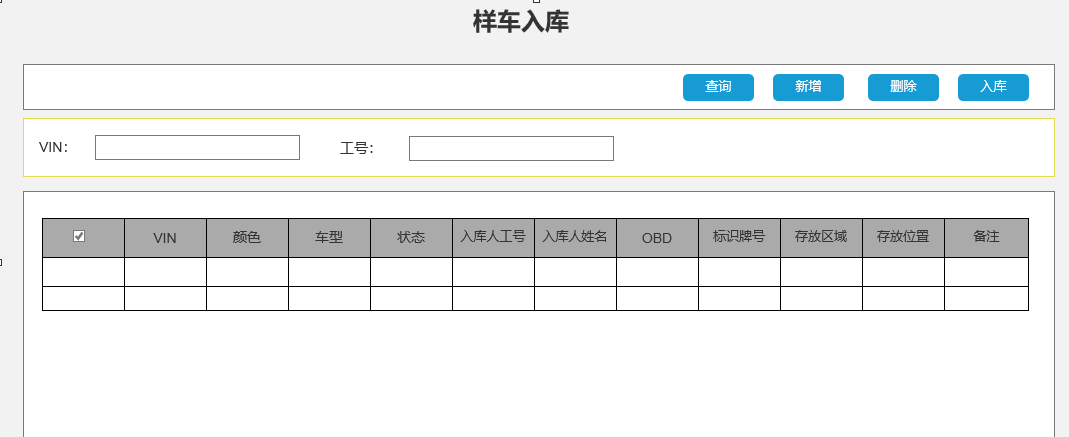 样车入库
查询 新增 删除 入库
VIN： 工号：
VIN 颜色 车型 状态 入库人工号 入库人姓名 OBD 标识牌号 存放区域 存放位置 备注